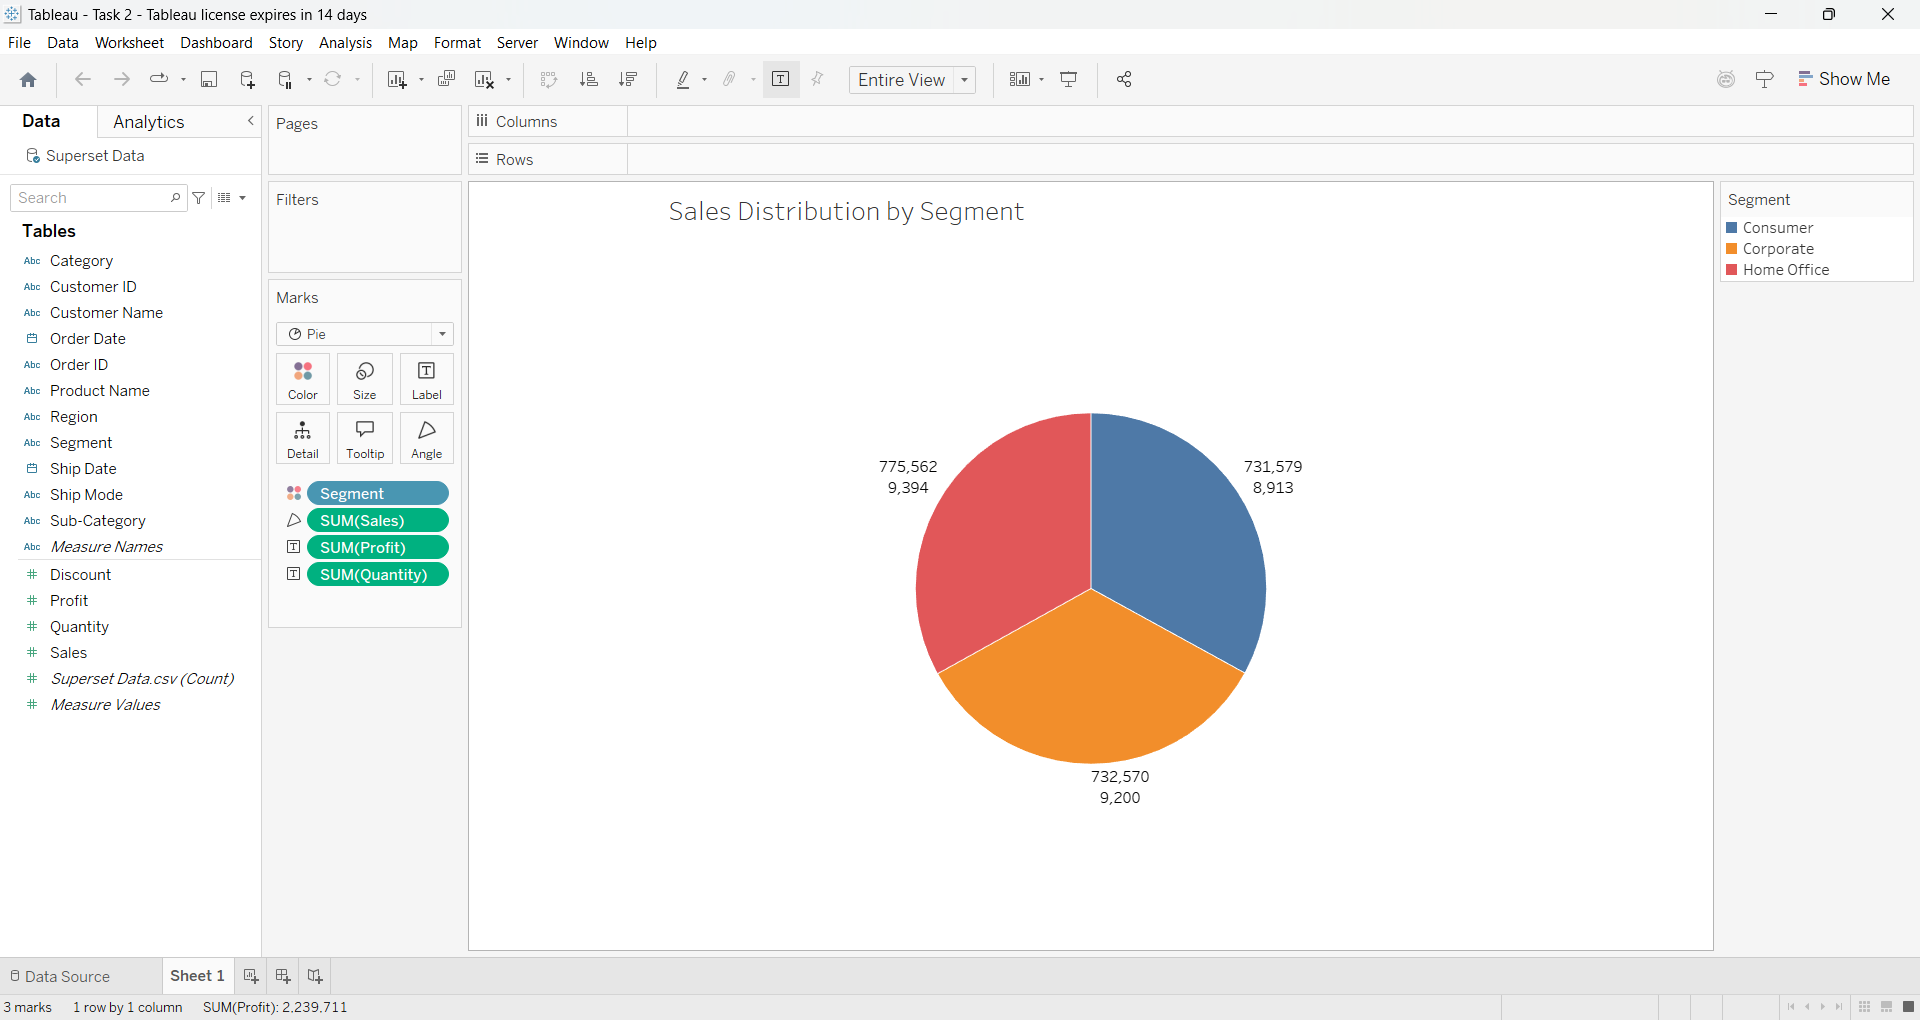 Tableau - Task 2 - Tableau license expires in 14 days
File Data Worksheet Dashboard Story Analysis Map Format Server Window Help
Entire View
Show Me
Data
Analytics
Superset Data
Search
Tables
Abc Category
Abc Customer ID
Abc Customer Name
Order Date
Abc Order ID
Abc Product Name
Abc Region
Abc Segment
Ship Date
Abc Ship Mode
Abc Sub-Category
Abc Measure Names
# Discount
# Profit
# Quantity
# Sales
# Superset Data.csv (Count)
# Measure Values
Pages
Filters
Marks
Pie
Color Size Label
Detail Tooltip Angle
Segment
SUM(Sales)
SUM(Profit)
SUM(Quantity)
Columns
Rows
Sales Distribution by Segment
775,562
9,394
731,579
8,913
732,570
9,200
Segment
Consumer
Corporate
Home Office
Data Source
Sheet 1
3 marks 1 row by 1 column SUM(Profit): 2,239,711